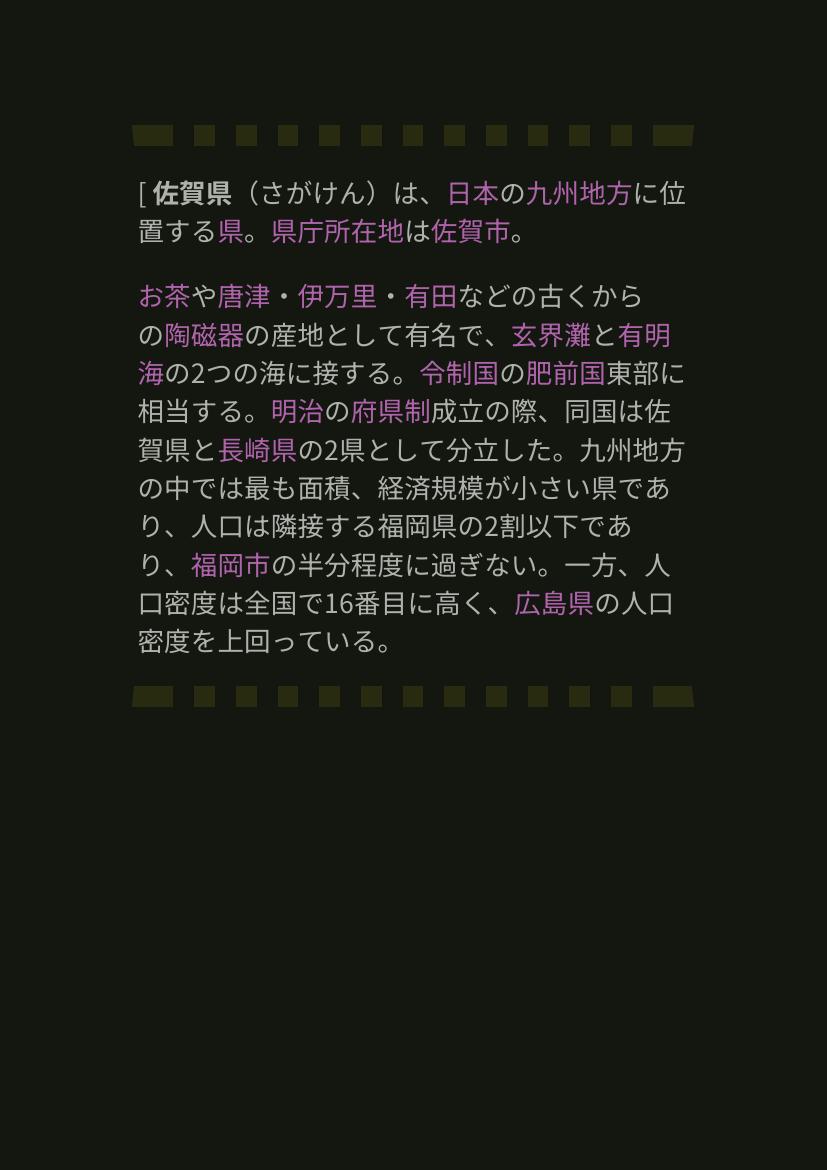 [ 佐賀県（さがけん）は、日本の九州地方に位
置する県。県庁所在地は佐賀市。
お茶や唐津・伊万里・有田などの古くから
の陶磁器の産地として有名で、玄界灘と有明
海の2つの海に接する。令制国の肥前国東部に
相当する。明治の府県制成立の際、同国は佐
賀県と長崎県の2県として分立した。九州地方
の中では最も面積、経済規模が小さい県であ
り、人口は隣接する福岡県の2割以下であ
り、福岡市の半分程度に過ぎない。一方、人
口密度は全国で16番目に高く、広島県の人口
密度を上回っている。